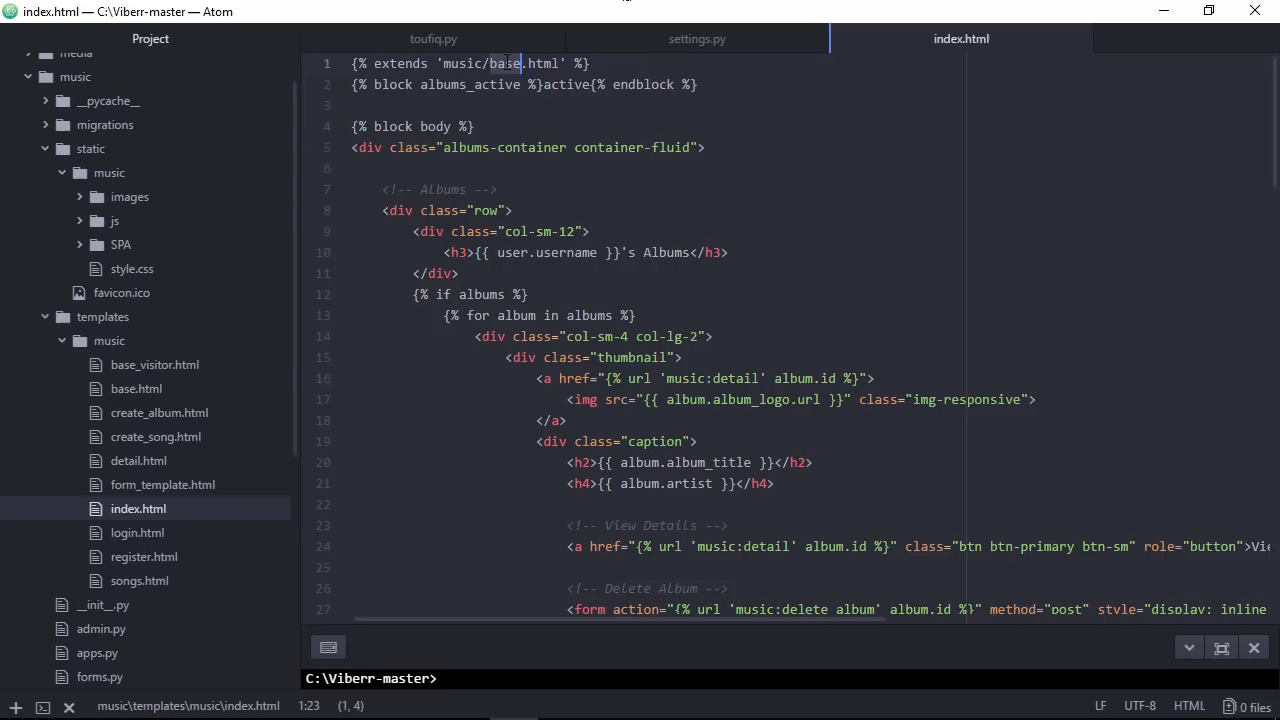 index.html — C:\Viberr-master — Atom
Project
toufiq.py
settings.py
index.html
media
music
__pycache__
migrations
static
music
images
js
SPA
style.css
favicon.ico
templates
music
base_visitor.html
base.html
create_album.html
create_song.html
detail.html
form_template.html
index.html
login.html
register.html
songs.html
__init__.py
admin.py
apps.py
forms.py
1 {% extends 'music/base.html' %}
2 {% block albums_active %}active{% endblock %}
3
4 {% block body %}
5 <div class="albums-container container-fluid">
6
7 <!-- Albums -->
8 <div class="row">
9 <div class="col-sm-12">
10 <h3>{{ user.username }}'s Albums</h3>
11 </div>
12 {% if albums %}
13 {% for album in albums %}
14 <div class="col-sm-4 col-lg-2">
15 <div class="thumbnail">
16 <a href="{% url 'music:detail' album.id %}">
17 <img src="{{ album.album_logo.url }}" class="img-responsive">
18 </a>
19 <div class="caption">
20 <h2>{{ album.album_title }}</h2>
21 <h4>{{ album.artist }}</h4>
22
23 <!-- View Details -->
24 <a href="{% url 'music:detail' album.id %}" class="btn btn-primary btn-sm" role="button">Vie
25
26 <!-- Delete Album -->
27 <form action="{% url 'music:delete_album' album.id %}" method="post" style="display: inline
C:\Viberr-master>
music\templates\music\index.html 1:23 (1, 4) LF UTF-8 HTML 0 files